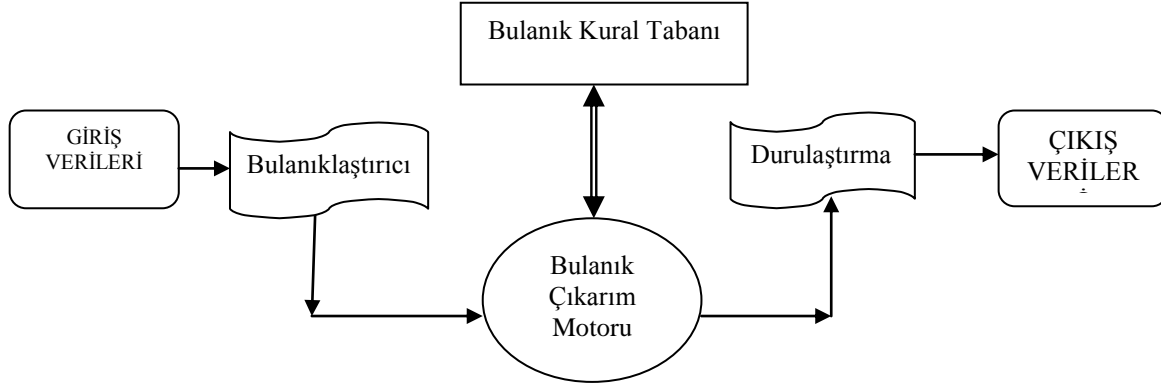 Bulanık Kural Tabanı
GİRİŞ
VERİLERİ
Bulanıklaştırıcı
Bulanık
Çıkarım
Motoru
Durulaştırma
ÇIKIŞ
VERİLER